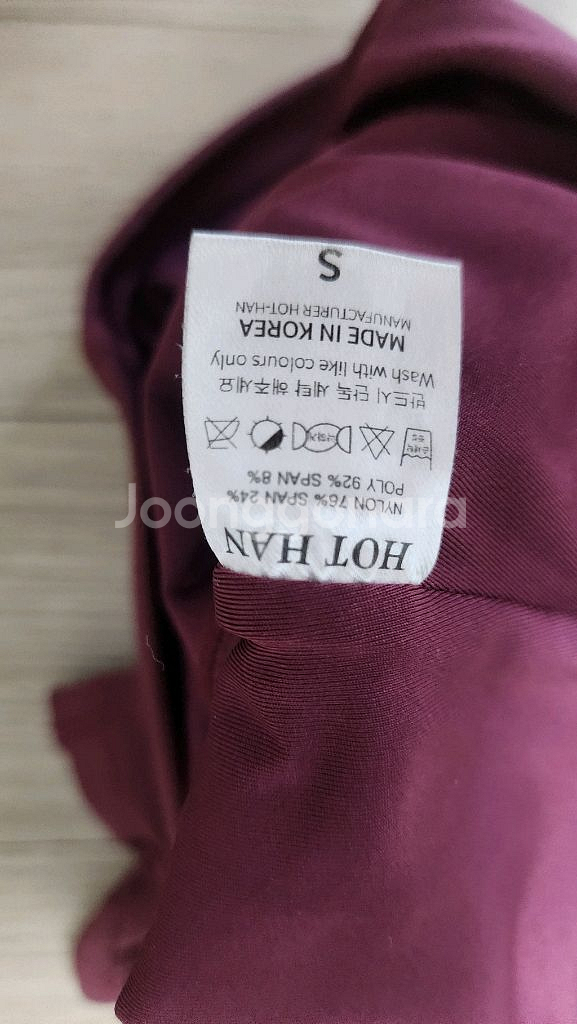 HOT HAN
NYLON 76% SPAN 24%
POLY 92% SPAN 8%
반드시 단독 세탁 해주세요
Wash with like colours only
MADE IN KOREA
MANUFACTURER HOT-HAN
S
Joonggonara